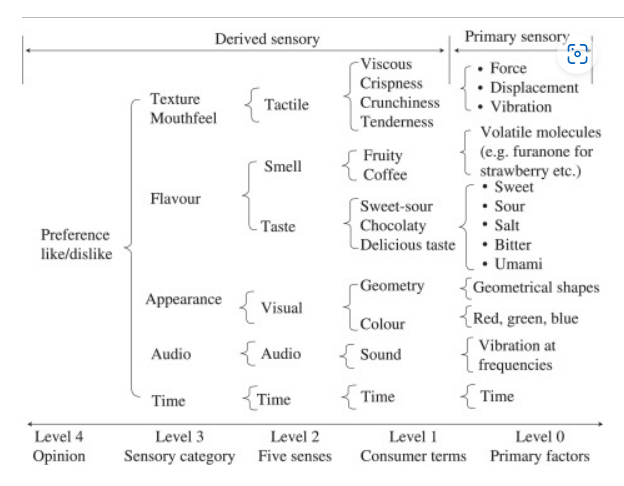 Derived sensory
Primary sensory
Preference
like/dislike
Texture
Mouthfeel
Flavour
Appearance
Audio
Time
Tactile
Smell
Taste
Visual
Audio
Time
Viscous
Crispness
Crunchiness
Tenderness
Fruity
Coffee
Sweet-sour
Chocolaty
Delicious taste
Geometry
Colour
Sound
Time
• Force
• Displacement
• Vibration
Volatile molecules
(e.g. furanone for
strawberry etc.)
• Sweet
• Sour
• Salt
• Bitter
• Umami
Geometrical shapes
Red, green, blue
Vibration at
frequencies
Time
Level 4
Opinion
Level 3
Sensory category
Level 2
Five senses
Level 1
Consumer terms
Level 0
Primary factors